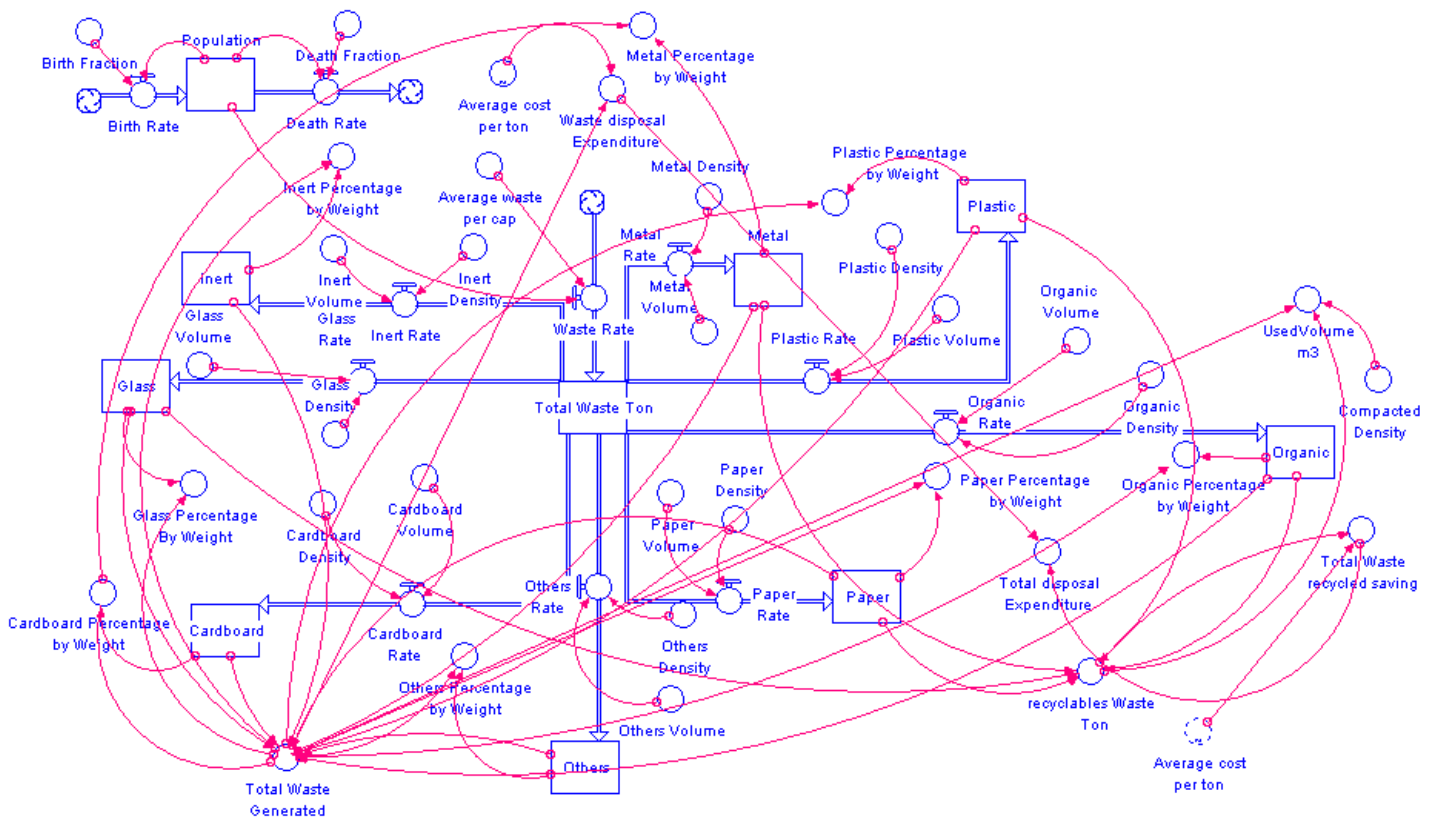 Population
Birth Fraction
Death Fraction
Birth Rate
Death Rate
Metal Percentage
by Weight
Average cost
per ton
Waste disposal
Expenditure
Inert Percentage
by Weight
Average waste
per cap
Metal Density
Plastic Percentage
by Weight
Plastic
Metal
Rate
Metal
Plastic Density
Inert
Inert
Volume
Inert
Density
Metal
Volume
Organic
Volume
Glass
Volume
Glass
Rate
Inert Rate
Waste Rate
Plastic Rate
Plastic Volume
UsedVolume
m3
Glass
Glass
Density
Total Waste Ton
Organic
Rate
Organic
Density
Compacted
Density
Organic
Organic Percentage
by Weight
Paper
Density
Paper Percentage
by Weight
Glass Percentage
By Weight
Cardboard
Density
Cardboard
Volume
Paper
Volume
Total Waste
recycled saving
Total disposal
Expenditure
Others
Rate
Paper
Rate
Paper
Cardboard Percentage
by Weight
Cardboard
Cardboard
Rate
Others
Density
Others Percentage
by Weight
Others Volume
recyclables Waste
Ton
Others
Average cost
per ton
Total Waste
Generated